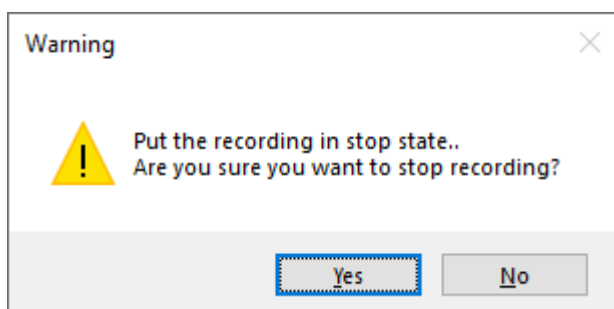 Warning
Put the recording in stop state..
Are you sure you want to stop recording?
Yes
No